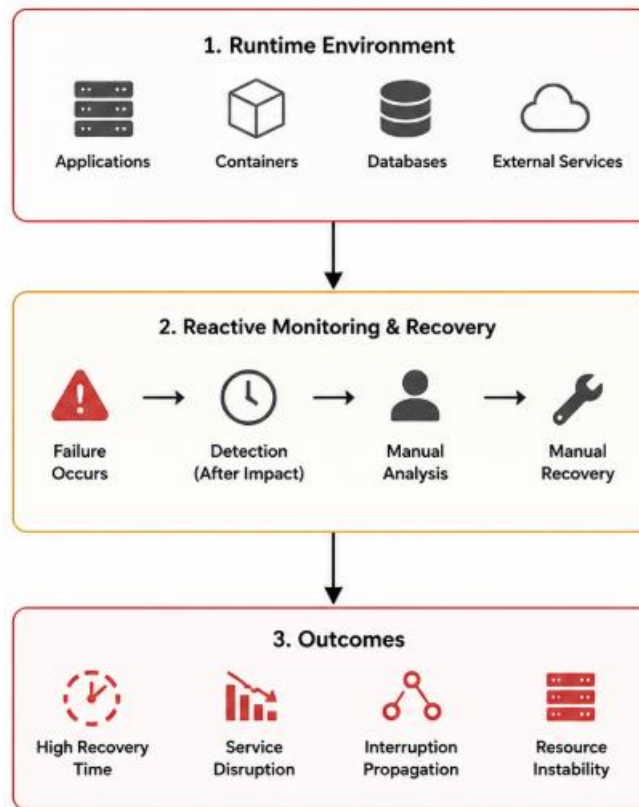 1. Runtime Environment
Applications
Containers
Databases
External Services
2. Reactive Monitoring & Recovery
Failure
Occurs
Detection
(After Impact)
Manual
Analysis
Manual
Recovery
3. Outcomes
High Recovery
Time
Service
Disruption
Interruption
Propagation
Resource
Instability